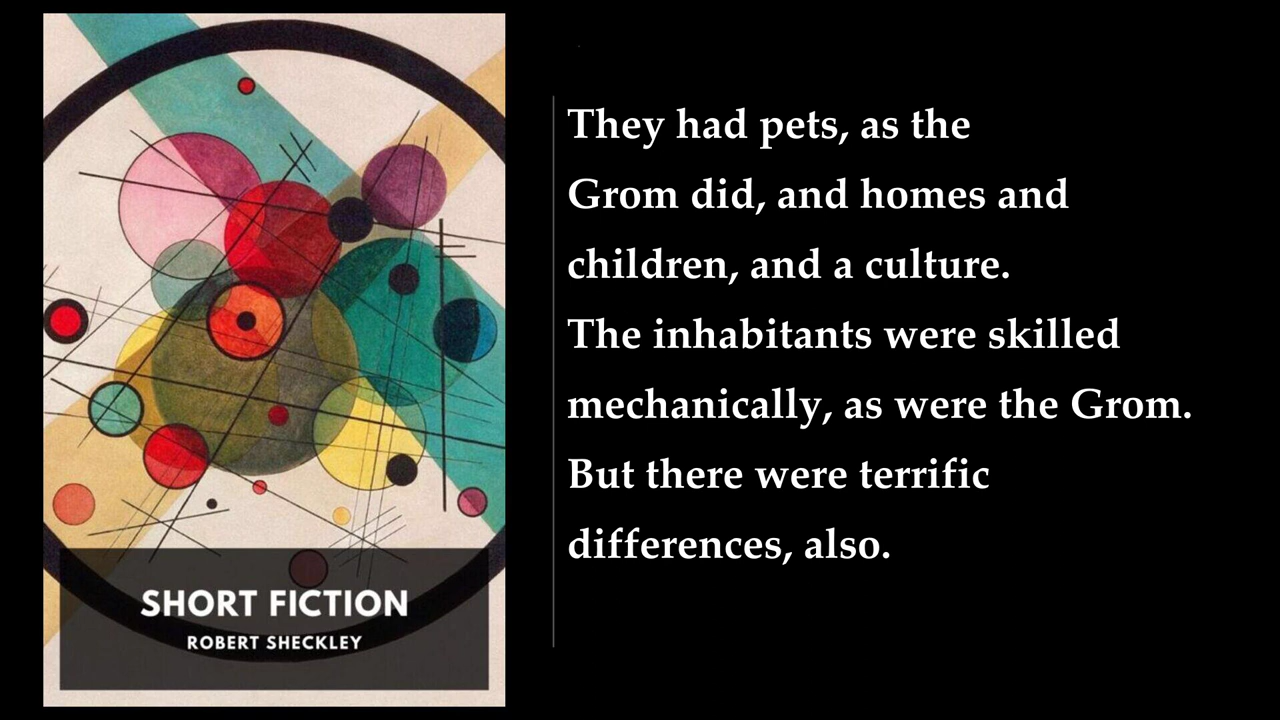 SHORT FICTION
ROBERT SHECKLEY
They had pets, as the
Grom did, and homes and
children, and a culture.
The inhabitants were skilled
mechanically, as were the Grom.
But there were terrific
differences, also.